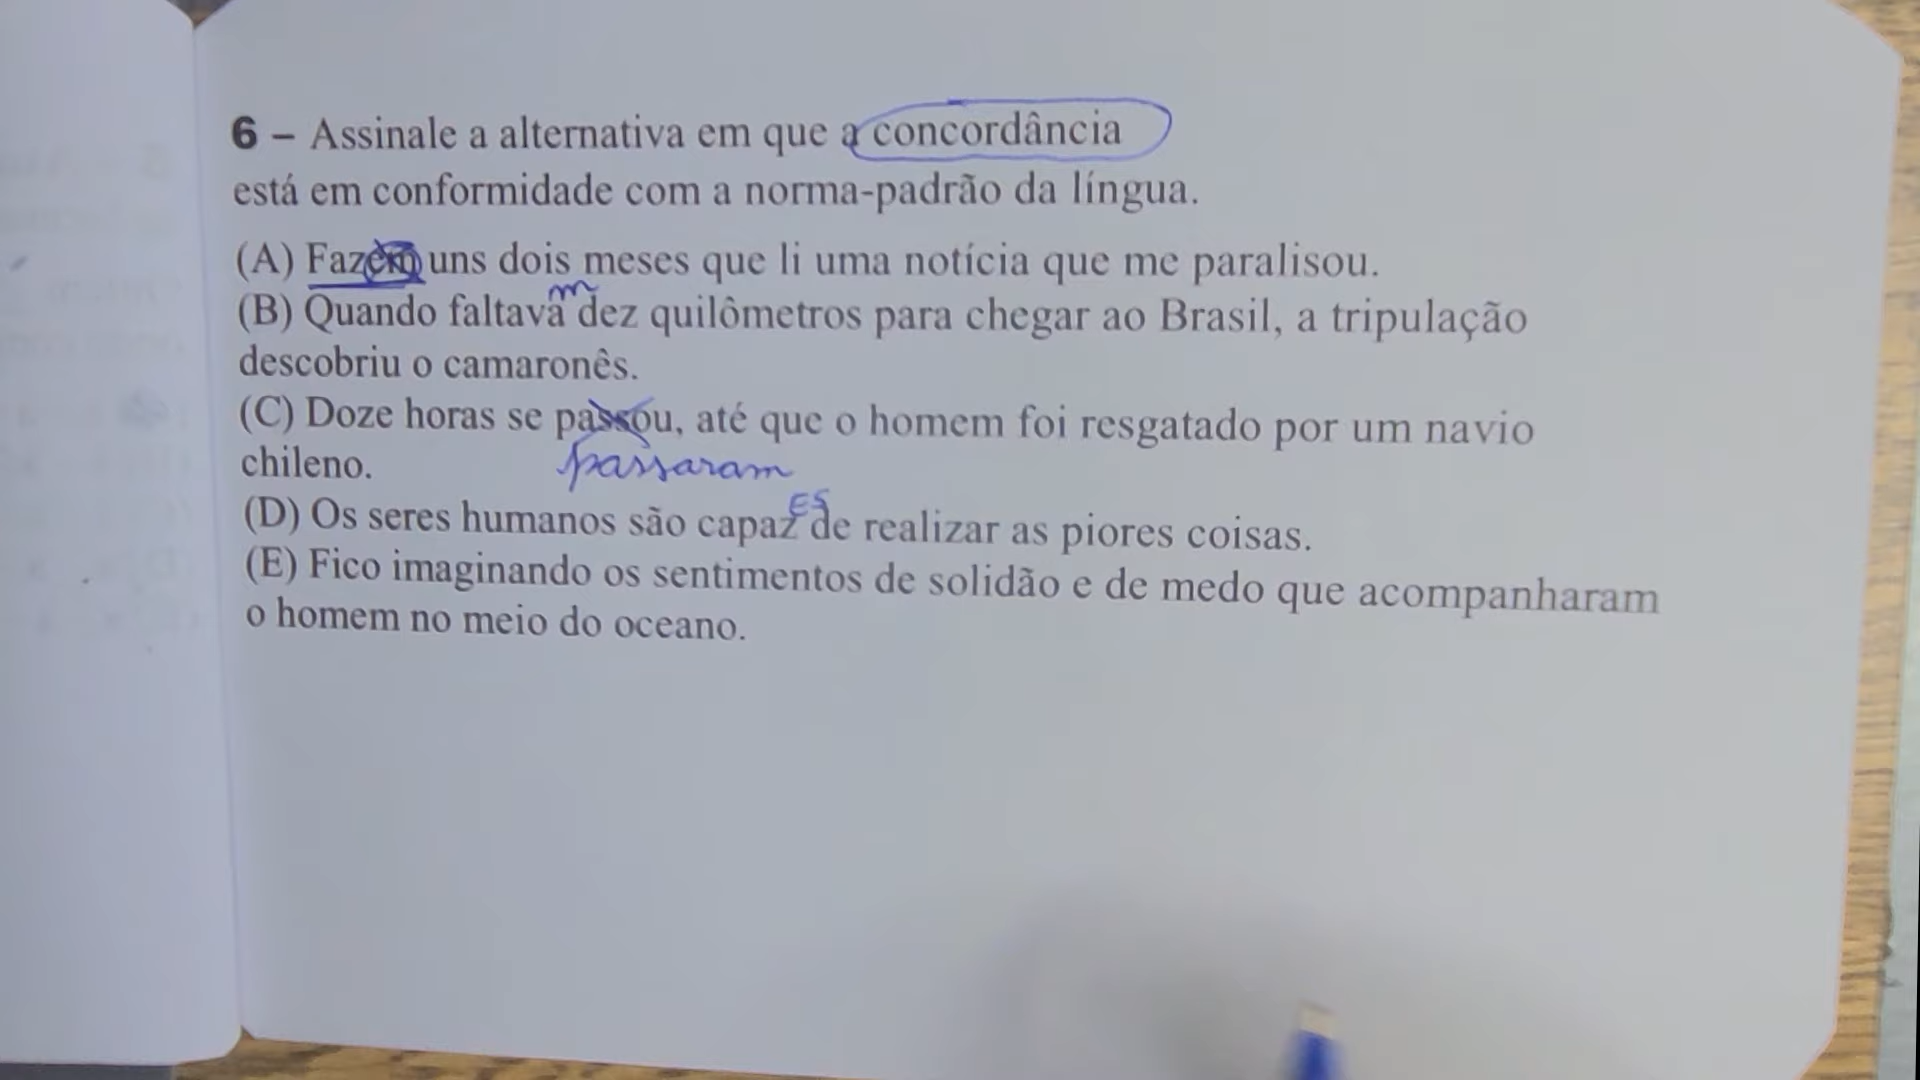 6 – Assinale a alternativa em que a concordância
está em conformidade com a norma-padrão da língua.
(A) Fazem uns dois meses que li uma notícia que me paralisou.
m
(B) Quando faltava dez quilômetros para chegar ao Brasil, a tripulação
descobriu o camaronês.
(C) Doze horas se passou, até que o homem foi resgatado por um navio
chileno. passaram
ES
(D) Os seres humanos são capaz de realizar as piores coisas.
(E) Fico imaginando os sentimentos de solidão e de medo que acompanharam
o homem no meio do oceano.